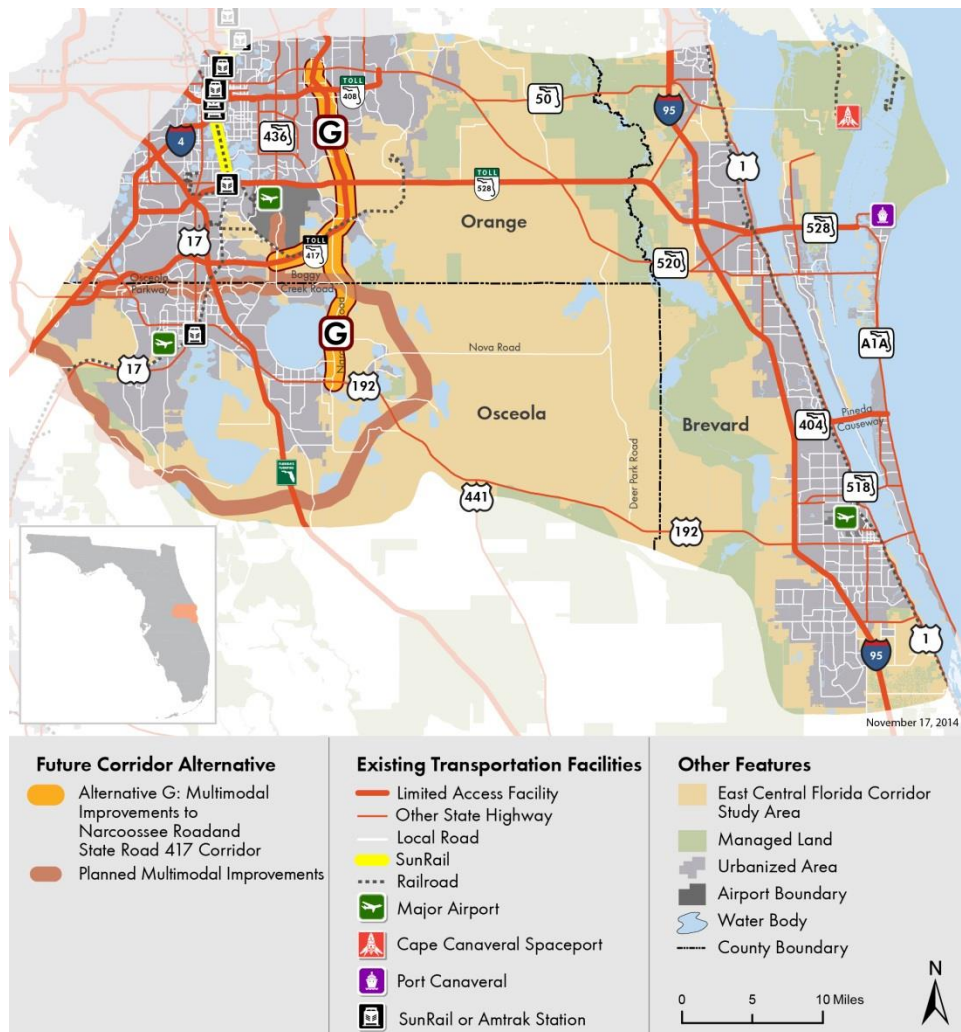 TOLL
408
50
95
436
G
4
1
TOLL
528
Orange
528
17
TOLL
417
520
Osceola
Parkway
Boggy
Creek Road
G
A1A
Nova Road
17
192
Osceola
Brevard
404
Pineda
Causeway
Deer Park Road
518
441
192
1
95
November 17, 2014
Future Corridor Alternative
Alternative G: Multimodal
Improvements to
Narcoossee Roadand
State Road 417 Corridor
Planned Multimodal Improvements
Existing Transportation Facilities
Limited Access Facility
Other State Highway
Local Road
SunRail
Railroad
Major Airport
Cape Canaveral Spaceport
Port Canaveral
SunRail or Amtrak Station
Other Features
East Central Florida Corridor
Study Area
Managed Land
Urbanized Area
Airport Boundary
Water Body
County Boundary
N
0 5 10 Miles